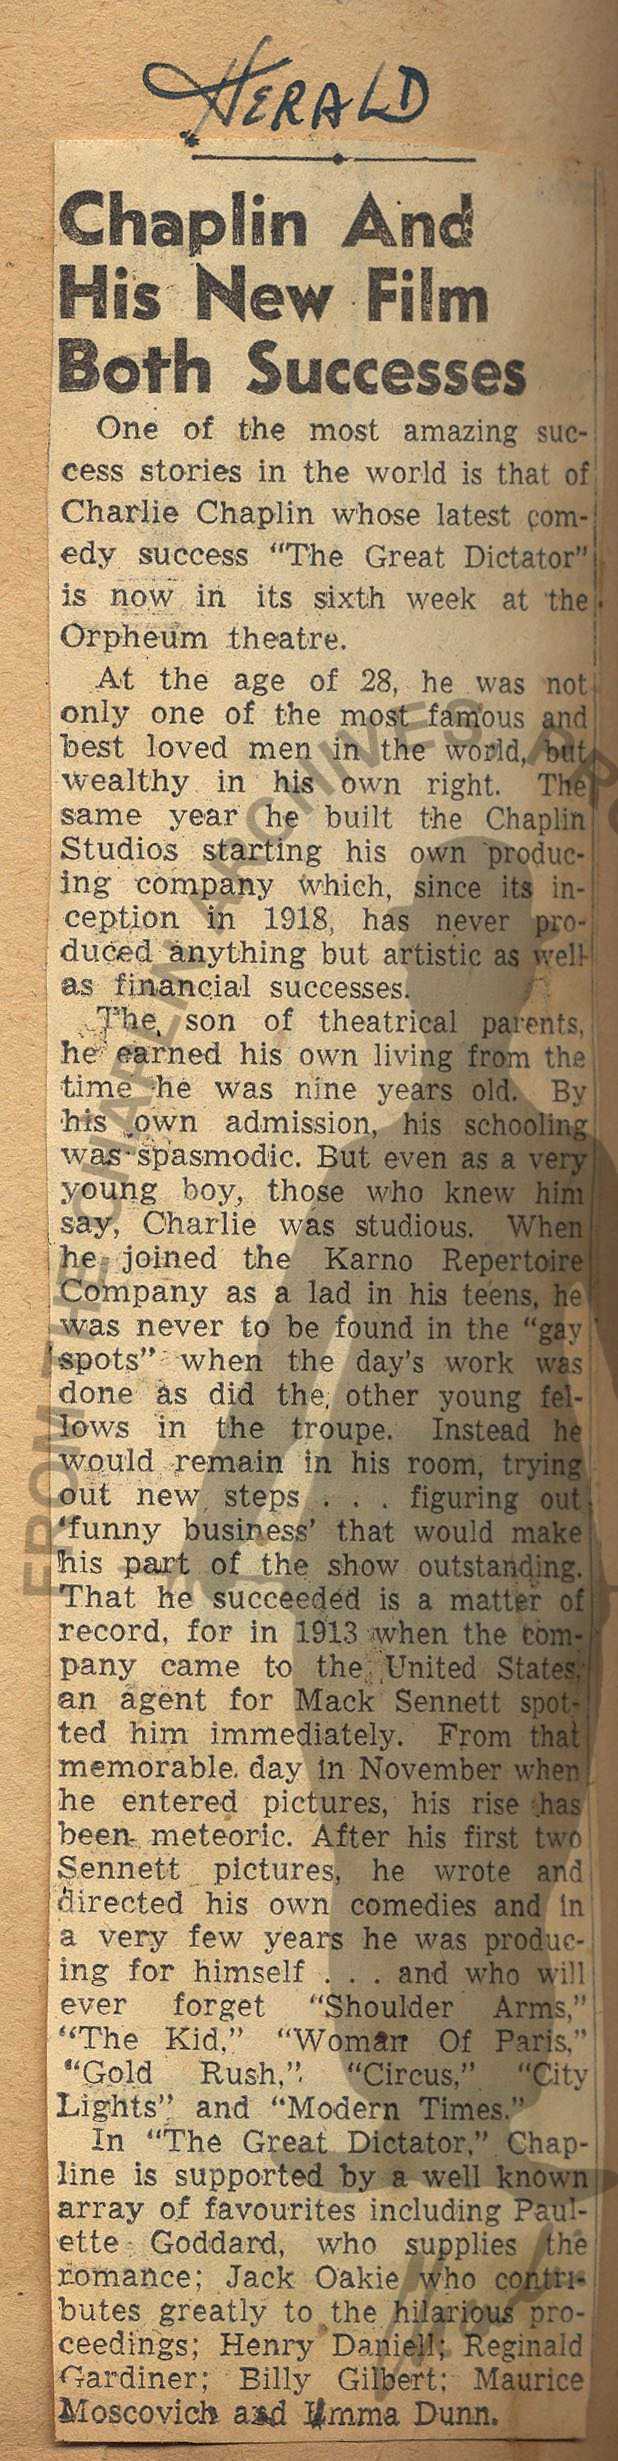 HERALD
Chaplin And
His New Film
Both Successes
One of the most amazing suc-
cess stories in the world is that of
Charlie Chaplin whose latest com-
edy success "The Great Dictator"
is now in its sixth week at the
Orpheum theatre.
At the age of 28, he was not
only one of the most famous and
best loved men in the world, but
wealthy in his own right. The
same year he built the Chaplin
Studios starting his own produc-
ing company which, since its in-
ception in 1918, has never pro-
duced anything but artistic as well
as financial successes.
The son of theatrical parents,
he earned his own living from the
time he was nine years old. By
his own admission, his schooling
was spasmodic. But even as a very
young boy, those who knew him
say, Charlie was studious. When
he joined the Karno Repertoire
Company as a lad in his teens, he
was never to be found in the "gay
spots" when the day's work was
done as did the other young fel-
lows in the troupe. Instead he
would remain in his room, trying
out new steps . . . figuring out
'funny business' that would make
his part of the show outstanding.
That he succeeded is a matter of
record, for in 1913 when the com-
pany came to the United States,
an agent for Mack Sennett spot-
ted him immediately. From that
memorable day in November when
he entered pictures, his rise has
been meteoric. After his first two
Sennett pictures, he wrote and
directed his own comedies and in
a very few years he was produc-
ing for himself . . . and who will
ever forget "Shoulder Arms,"
"The Kid," "Woman Of Paris,"
"Gold Rush," "Circus," "City
Lights" and "Modern Times."
In "The Great Dictator," Chap-
line is supported by a well known
array of favourites including Paul-
ette Goddard, who supplies the
romance; Jack Oakie who contri-
butes greatly to the hilarious pro-
ceedings; Henry Daniell; Reginald
Gardiner; Billy Gilbert; Maurice
Moscovich and Emma Dunn.
FROM THE CHAPLIN ARCHIVES